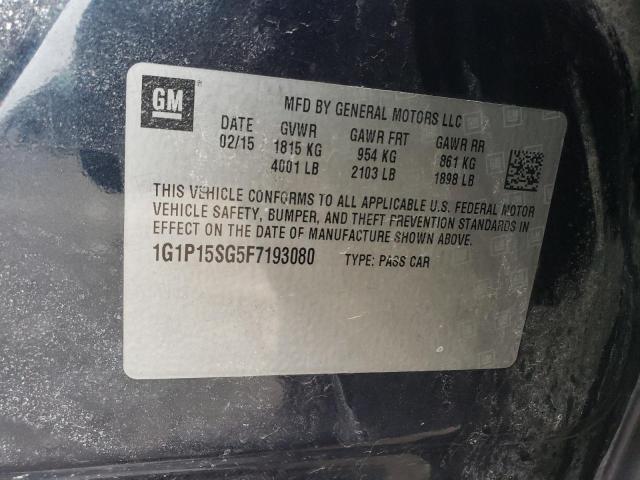 GM
MFD BY GENERAL MOTORS LLC
DATE GVWR GAWR FRT GAWR RR
02/15 1815 KG 954 KG 861 KG
4001 LB 2103 LB 1898 LB
THIS VEHICLE CONFORMS TO ALL APPLICABLE U.S. FEDERAL MOTOR
VEHICLE SAFETY, BUMPER, AND THEFT PREVENTION STANDARDS IN
EFFECT ON THE DATE OF MANUFACTURE SHOWN ABOVE.
1G1P15SG5F7193080 TYPE: PASS CAR